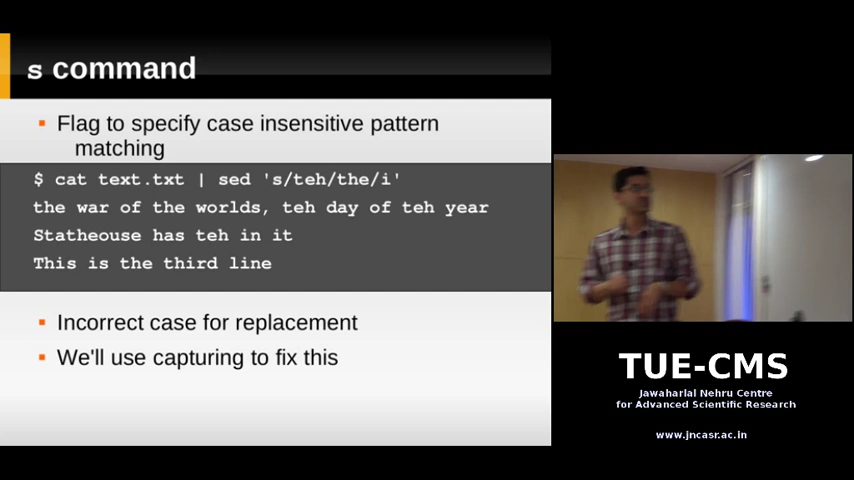 s command
▪ Flag to specify case insensitive pattern
matching
$ cat text.txt | sed 's/teh/the/i'
the war of the worlds, teh day of teh year
Statheouse has teh in it
This is the third line
▪ Incorrect case for replacement
▪ We'll use capturing to fix this
TUE-CMS
Jawaharlal Nehru Centre
for Advanced Scientific Research
www.jncasr.ac.in